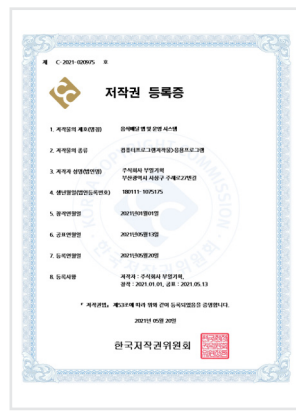 제 C-2021-020975 호
저작권 등록증
1. 저작물의 제호(명칭) 음식배달 앱 및 운영 시스템
2. 저작물의 종류 컴퓨터프로그램저작물>응용프로그램
3. 저작자 성명(법인명) 주식회사 부밀기획
부산광역시 사상구 주례로27번길
4. 생년월일(법인등록번호) 180111-1075175
5. 창작연월일 2021년01월01일
6. 공표연월일 2021년05월13일
7. 등록연월일 2021년05월20일
8. 등록사항 저작자 : 주식회사 부밀기획,
창작 : 2021.01.01, 공표 : 2021.05.13
『 저작권법』 제53조에 따라 위와 같이 등록되었음을 증명합니다.
2021년 05월 20일
한국저작권위원회